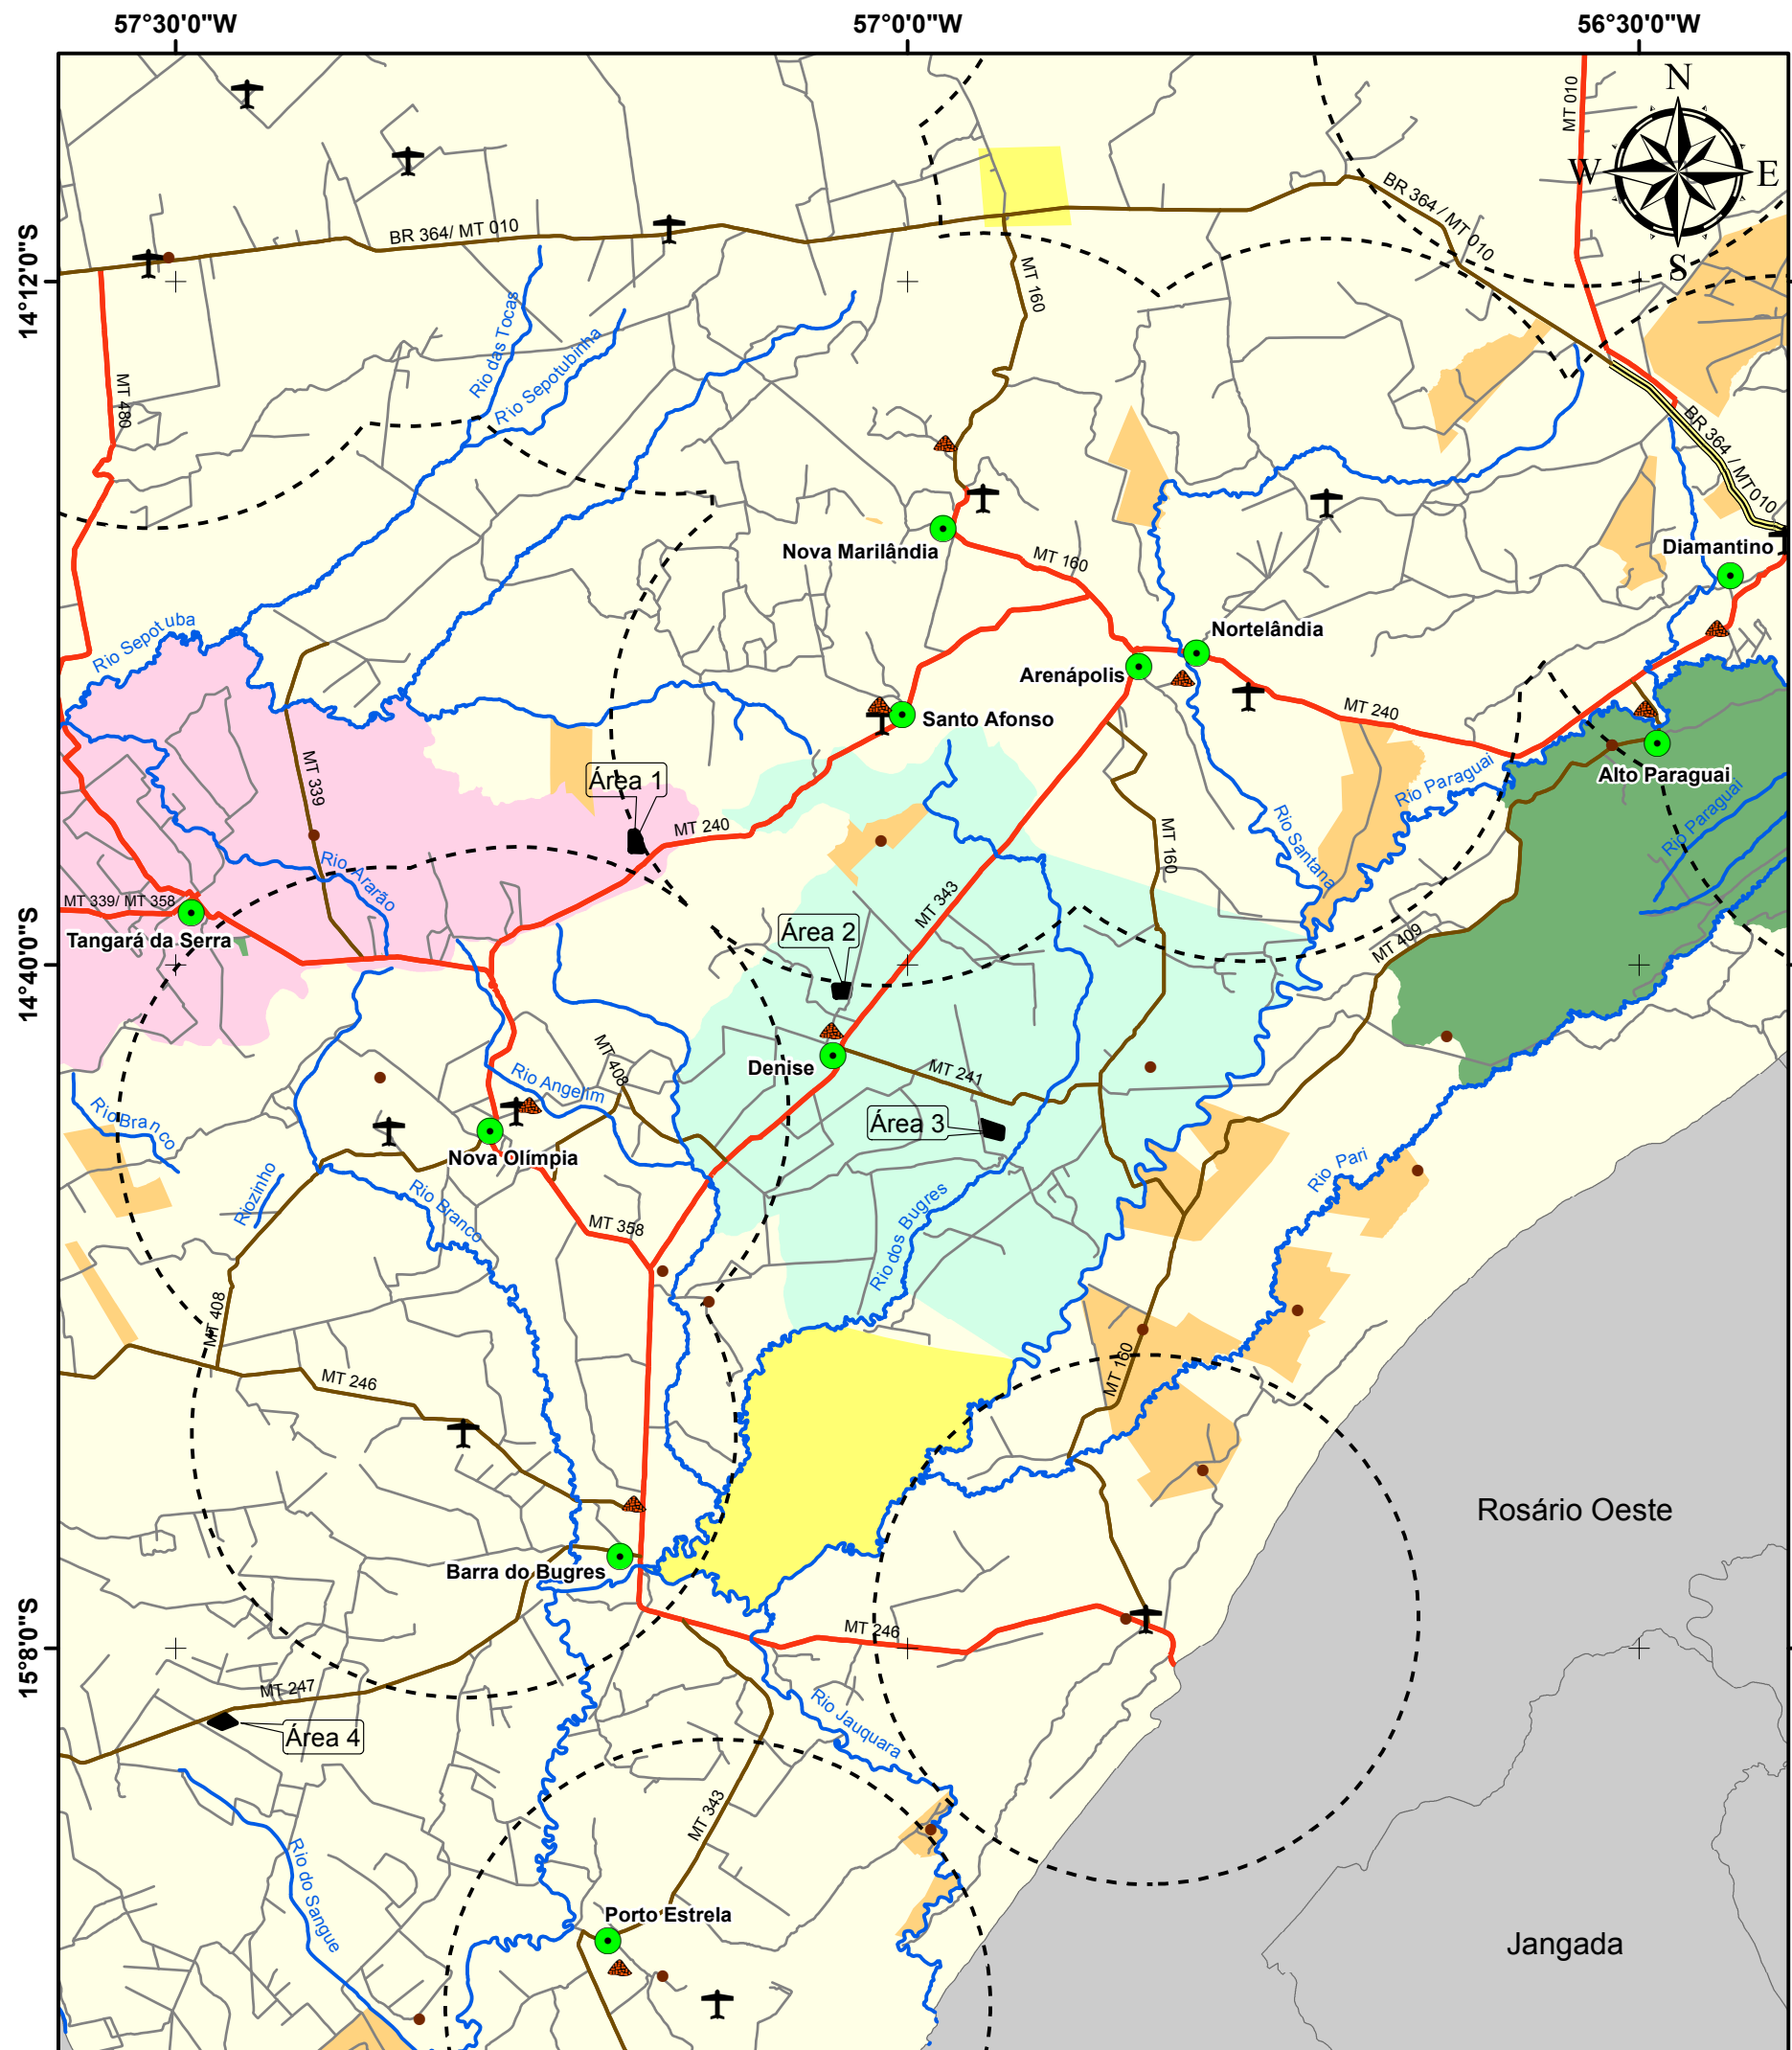 57°30'0"W
57°0'0"W
56°30'0"W
14°12'0"S
14°40'0"S
15°8'0"S
N
W
E
S
MT 010
BR 364 / MT 010
BR 364/ MT 010
MT 160
Rio das Tocas
Rio Sepotubinha
MT 480
BR 364 / MT010
Nova Marilândia
MT 160
Diamantino
Rio Sepotuba
Nortelândia
Arenápolis
Santo Afonso
MT 240
MT 339
Área 1
Alto Paraguai
Rio Paraguai
Rio Paraguai
MT 240
MT 160
Rio Santana
Rio Ararão
MT 339/ MT 358
MT 343
Tangará da Serra
Área 2
MT 409
MT 408
Denise
MT 241
Rio Angelim
Rio Branco
Área 3
Nova Olímpia
Riozinho
Rio Branco
Rio Pari
MT 358
Rio dos Bugres
MT 408
MT 246
MT 160
Rosário Oeste
Barra do Bugres
MT 246
MT 247
Área 4
Rio Jauquara
MT 343
Rio do Sangue
Porto Estrela
Jangada